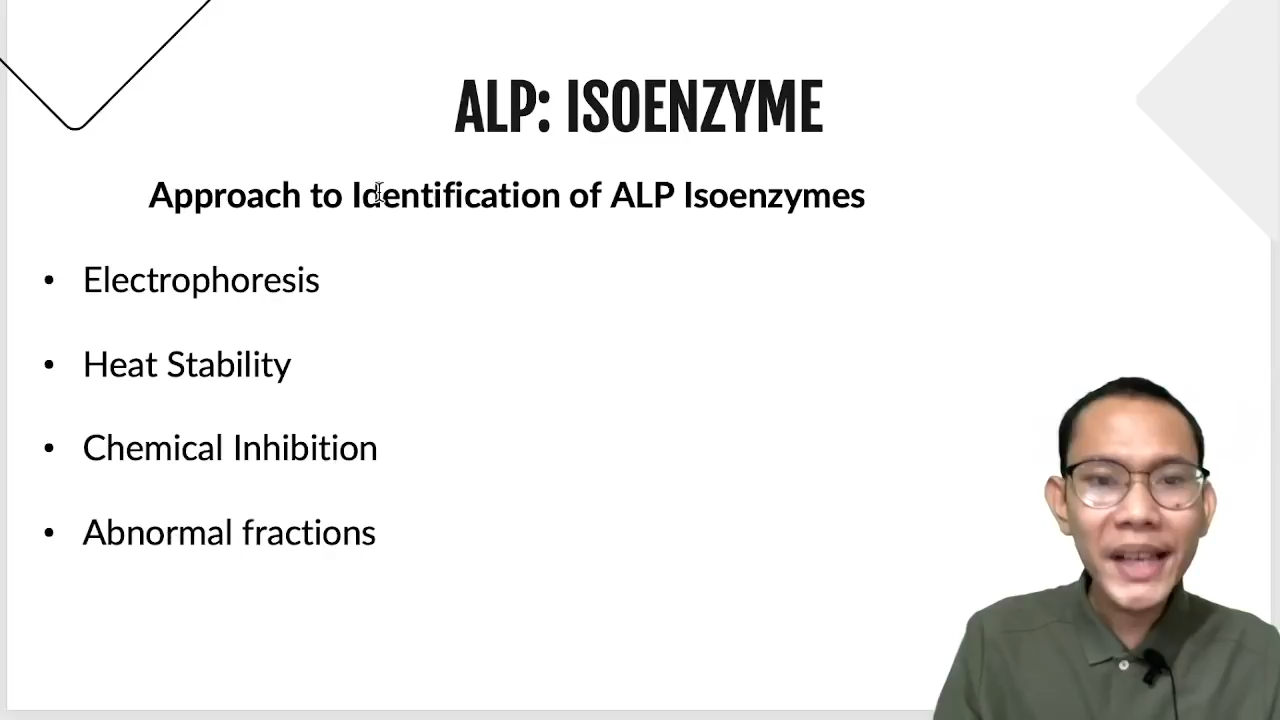 ALP: ISOENZYME
Approach to Identification of ALP Isoenzymes
• Electrophoresis
• Heat Stability
• Chemical Inhibition
• Abnormal fractions